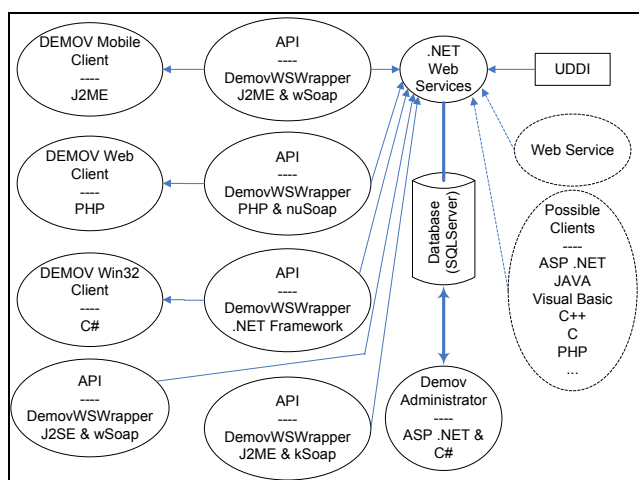 DEMOV Mobile
Client
----
J2ME
API
----
DemovWSWrapper
J2ME & wSoap
.NET
Web
Services
UDDI
DEMOV Web
Client
----
PHP
API
----
DemovWSWrapper
PHP & nuSoap
Web Service
Database
(SQLServer)
Possible
Clients
----
ASP .NET
JAVA
Visual Basic
C++
C
PHP
...
DEMOV Win32
Client
----
C#
API
----
DemovWSWrapper
.NET Framework
API
----
DemovWSWrapper
J2SE & wSoap
API
----
DemovWSWrapper
J2ME & kSoap
Demov
Administrator
----
ASP .NET &
C#